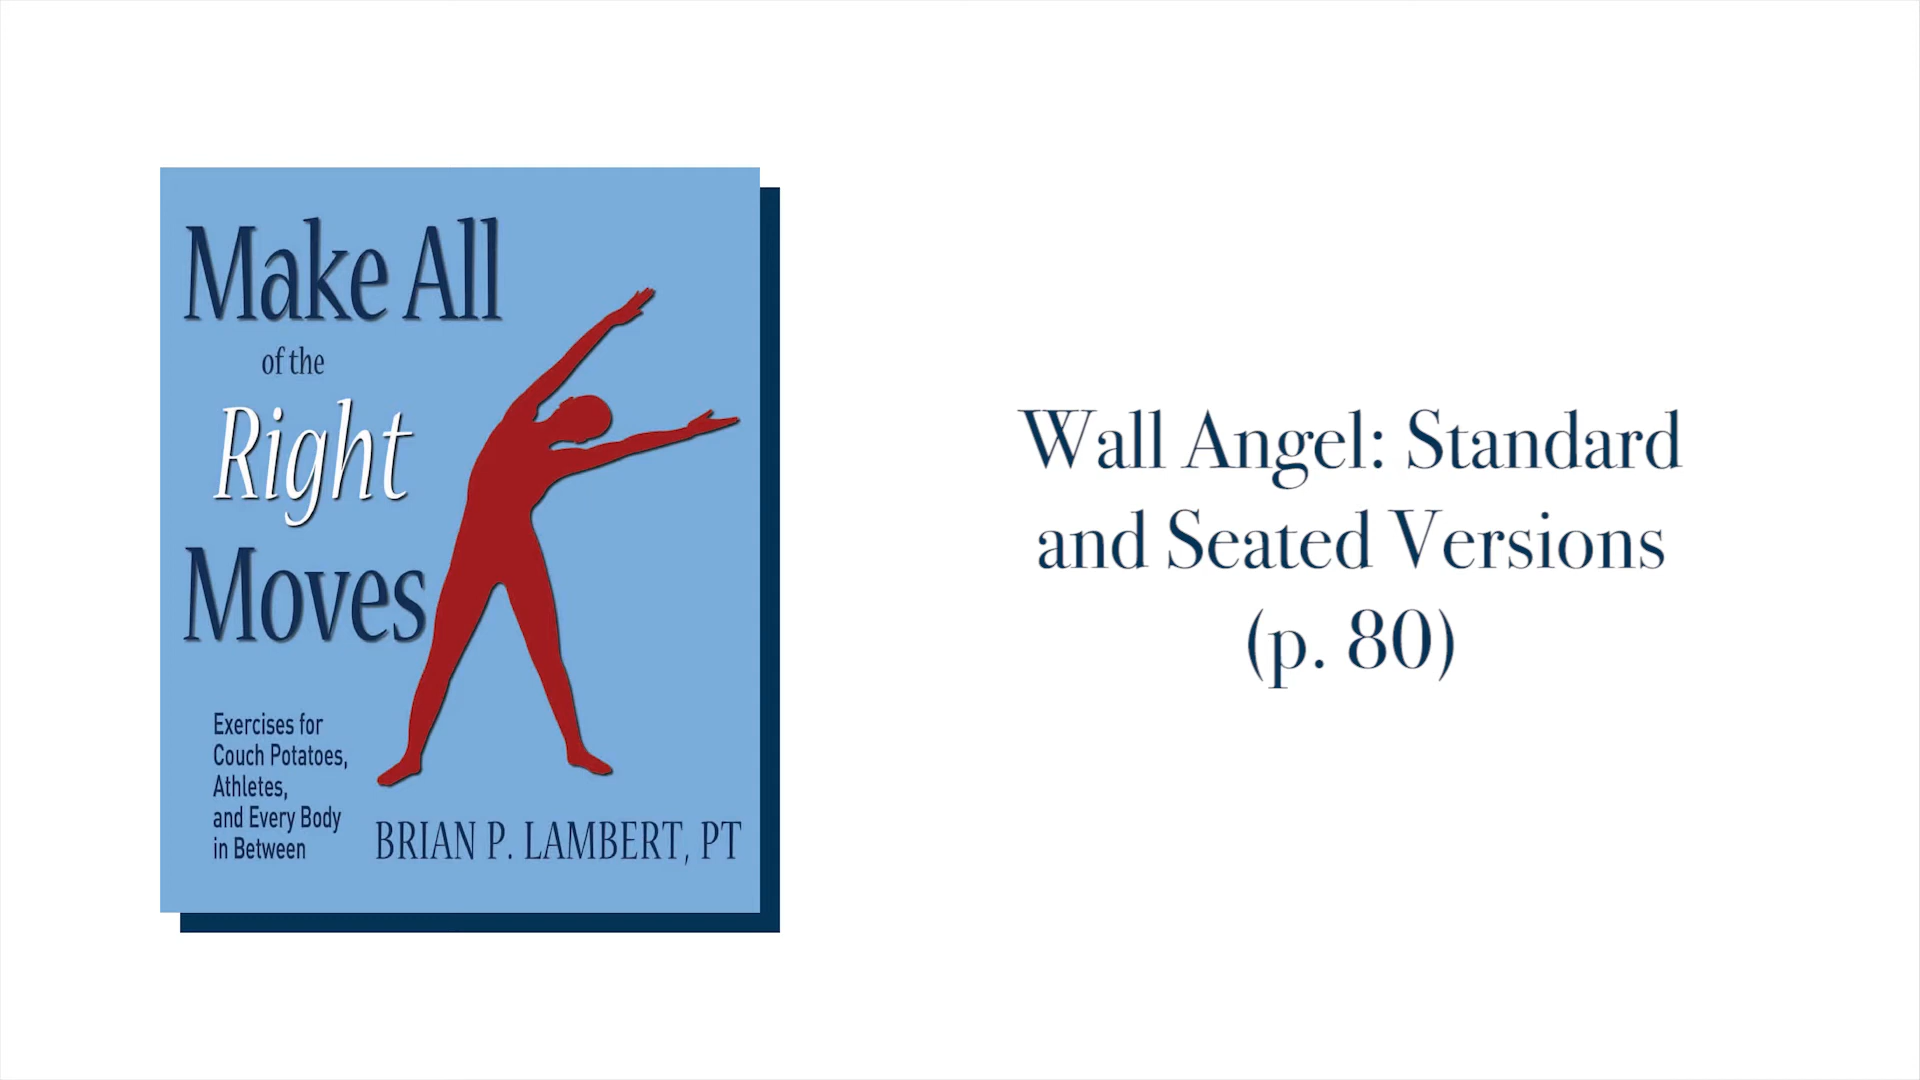 Make All
of the
Right
Moves
Exercises for
Couch Potatoes,
Athletes,
and Every Body
in Between
BRIAN P. LAMBERT, PT
Wall Angel: Standard
and Seated Versions
(p. 80)